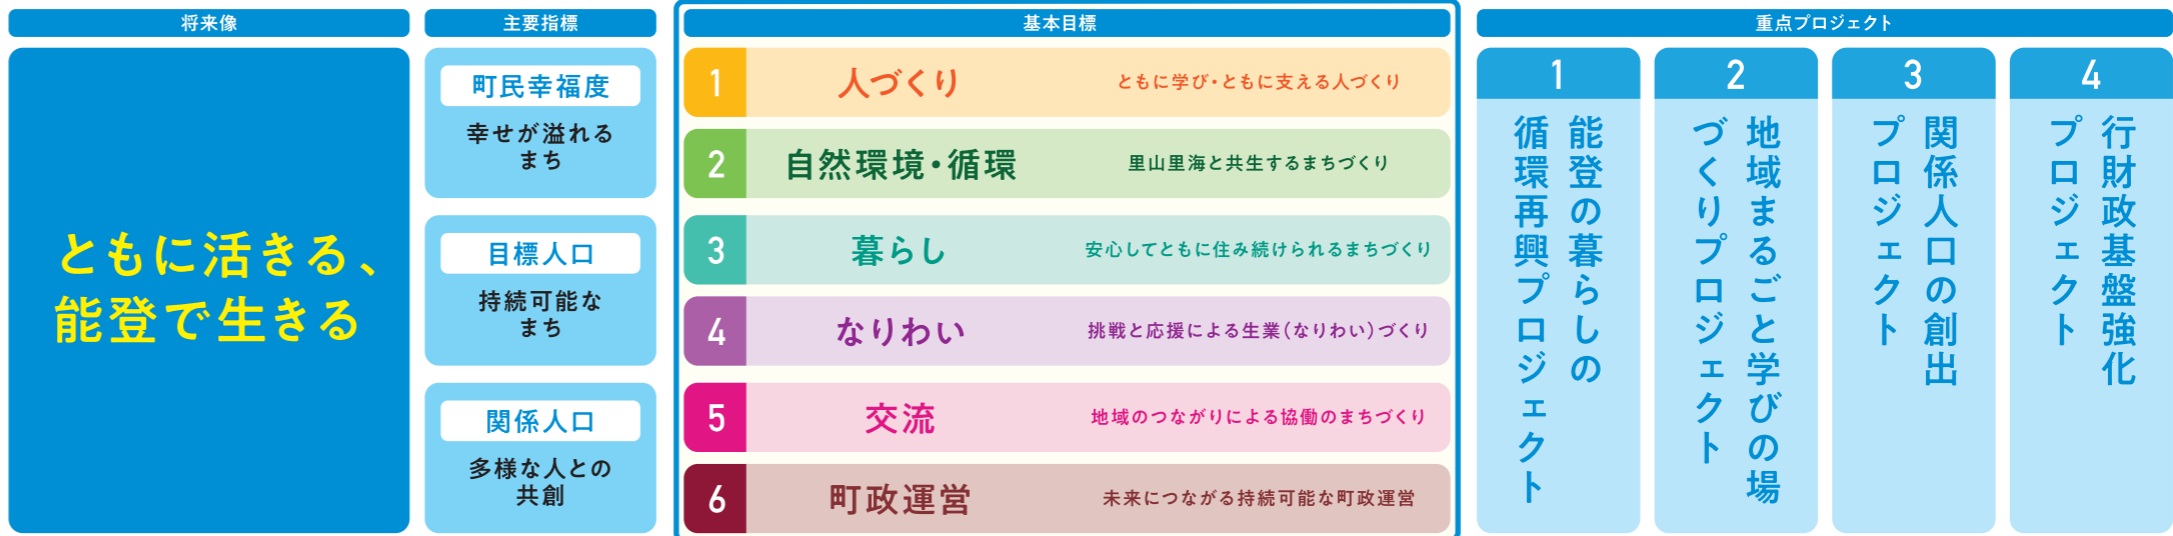 将来像
ともに活きる、
能登で生きる
主要指標
町民幸福度
幸せが溢れる
まち
目標人口
持続可能な
まち
関係人口
多様な人との
共創
基本目標
1 人づくり ともに学び・ともに支える人づくり
2 自然環境・循環 里山里海と共生するまちづくり
3 暮らし 安心してともに住み続けられるまちづくり
4 なりわい 挑戦と応援による生業(なりわい)づくり
5 交流 地域のつながりによる協働のまちづくり
6 町政運営 未来につながる持続可能な町政運営
重点プロジェクト
1
能登の暮らしの
循環再興プロジェクト
2
地域まるごと学びの場
づくりプロジェクト
3
関係人口の創出
プロジェクト
4
行財政基盤強化
プロジェクト